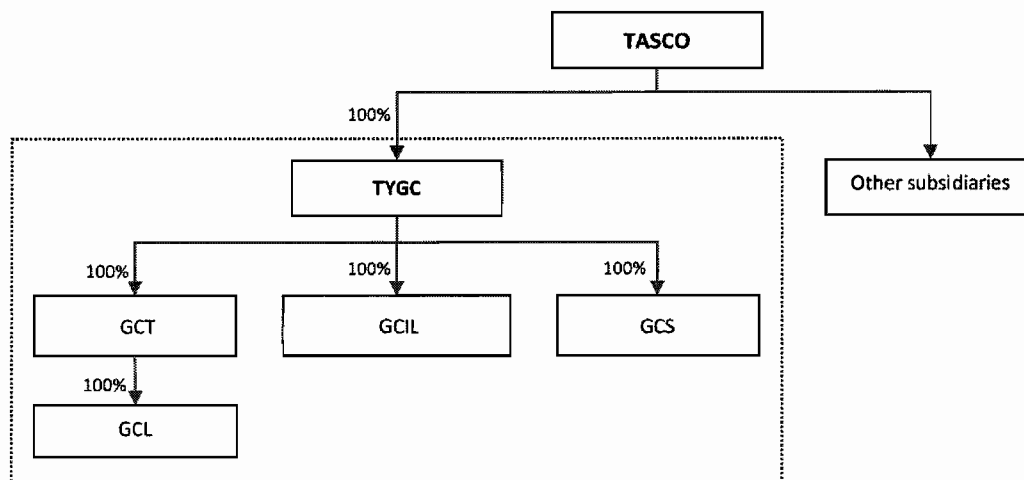 TASCO
100%
TYGC
Other subsidiaries
100%
100%
100%
GCT
GCIL
GCS
100%
GCL